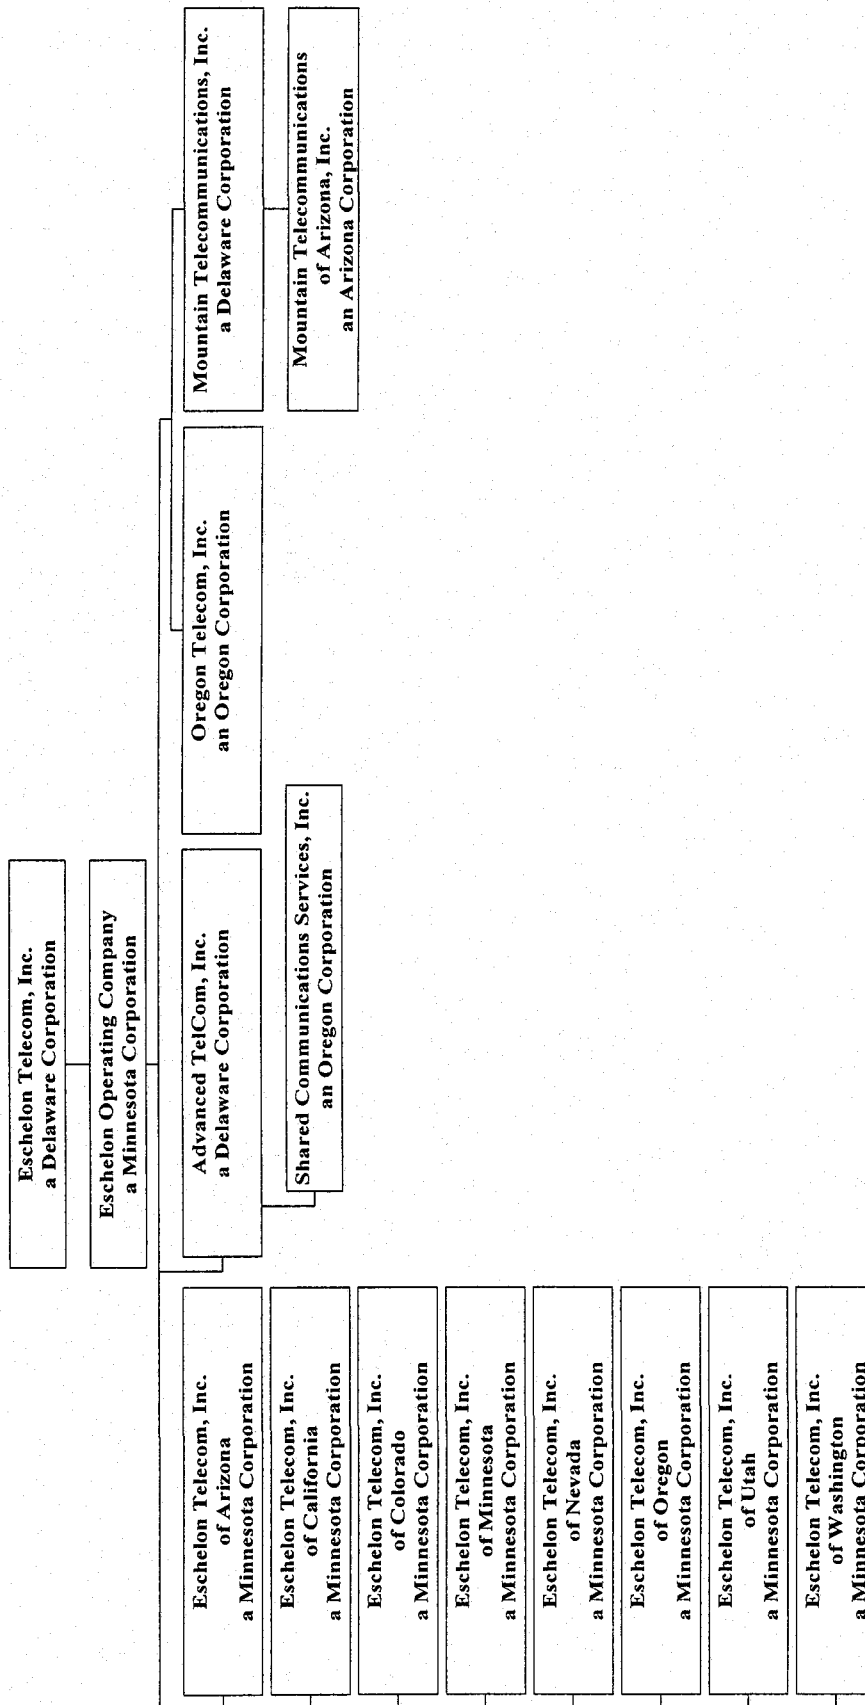 Eschelon Telecom, Inc.
a Delaware Corporation
Eschelon Operating Company
a Minnesota Corporation
Eschelon Telecom, Inc.
of Arizona
a Minnesota Corporation
Eschelon Telecom, Inc.
of California
a Minnesota Corporation
Eschelon Telecom, Inc.
of Colorado
a Minnesota Corporation
Eschelon Telecom, Inc.
of Minnesota
a Minnesota Corporation
Eschelon Telecom, Inc.
of Nevada
a Minnesota Corporation
Eschelon Telecom, Inc.
of Oregon
a Minnesota Corporation
Eschelon Telecom, Inc.
of Utah
a Minnesota Corporation
Eschelon Telecom, Inc.
of Washington
a Minnesota Corporation
Advanced TelCom, Inc.
a Delaware Corporation
Shared Communications Services, Inc.
an Oregon Corporation
Oregon Telecom, Inc.
an Oregon Corporation
Mountain Telecommunications, Inc.
a Delaware Corporation
Mountain Telecommunications
of Arizona, Inc.
an Arizona Corporation